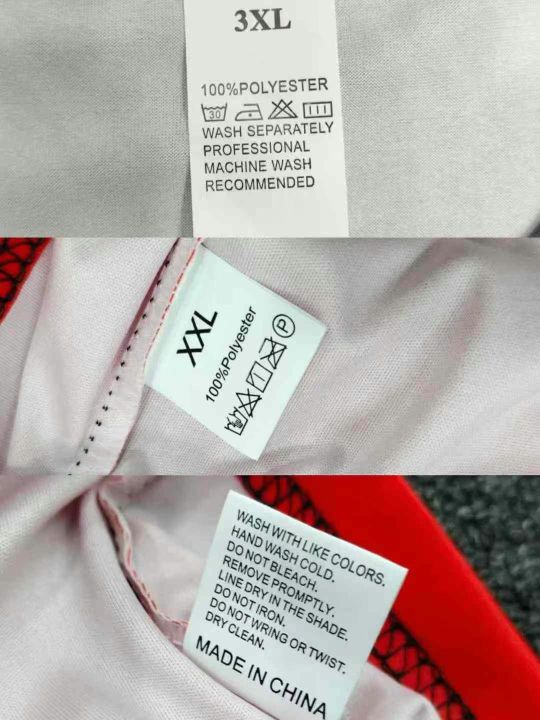 3XL
100%POLYESTER
30
WASH SEPARATELY
PROFESSIONAL
MACHINE WASH
RECOMMENDED
XXL
100%Polyester
P
WASH WITH LIKE COLORS.
HAND WASH COLD.
DO NOT BLEACH.
REMOVE PROMPTLY.
LINE DRY IN THE SHADE.
DO NOT IRON.
DO NOT WRING OR TWIST.
DRY CLEAN.
MADE IN CHINA